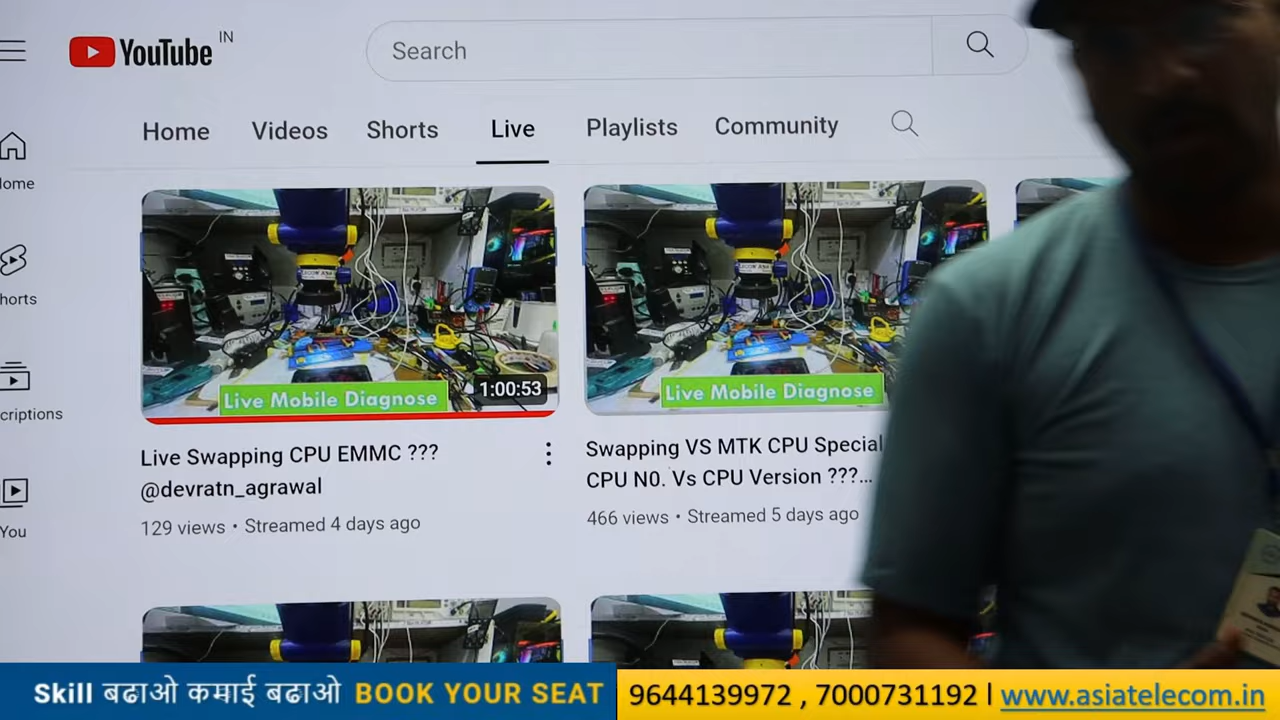 YouTube IN
Search
Home Videos Shorts Live Playlists Community
ome
horts
criptions
You
Live Mobile Diagnose
1:00:53
Live Swapping CPU EMMC ???
@devratn_agrawal
129 views • Streamed 4 days ago
Live Mobile Diagnose
Swapping VS MTK CPU Special
CPU N0. Vs CPU Version ???...
466 views • Streamed 5 days ago
Skill बढाओ कमाई बढाओ BOOK YOUR SEAT
9644139972 , 7000731192 l www.asiatelecom.in